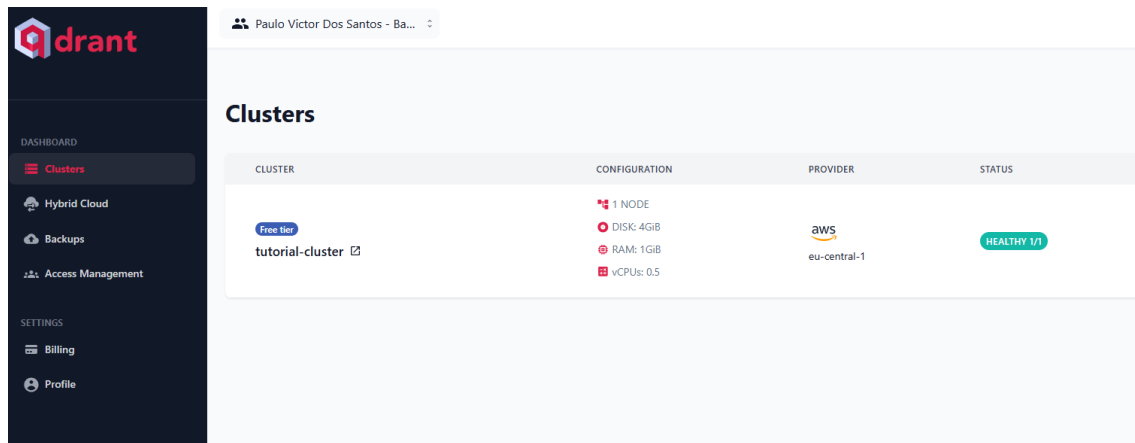 qdrant
Paulo Victor Dos Santos - Ba...
Clusters
DASHBOARD
Clusters
Hybrid Cloud
Backups
Access Management
SETTINGS
Billing
Profile
CLUSTER CONFIGURATION PROVIDER STATUS
Free tier
tutorial-cluster
1 NODE
DISK: 4GiB
RAM: 1GiB
vCPUs: 0.5
aws
eu-central-1
HEALTHY 1/1